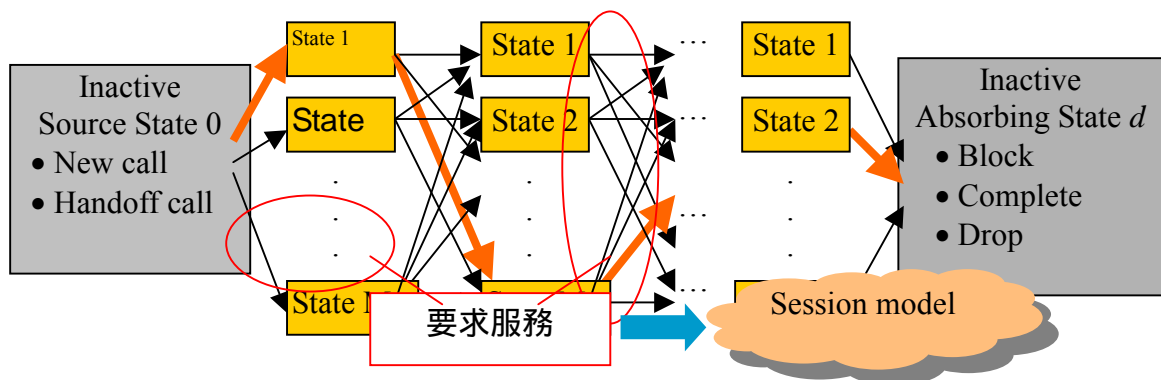 Inactive
Source State 0
• New call
• Handoff call
State 1
State
State
State 1
State 2
...
...
...
...
State 1
State 2
Inactive
Absorbing State d
• Block
• Complete
• Drop
要求服務
Session model